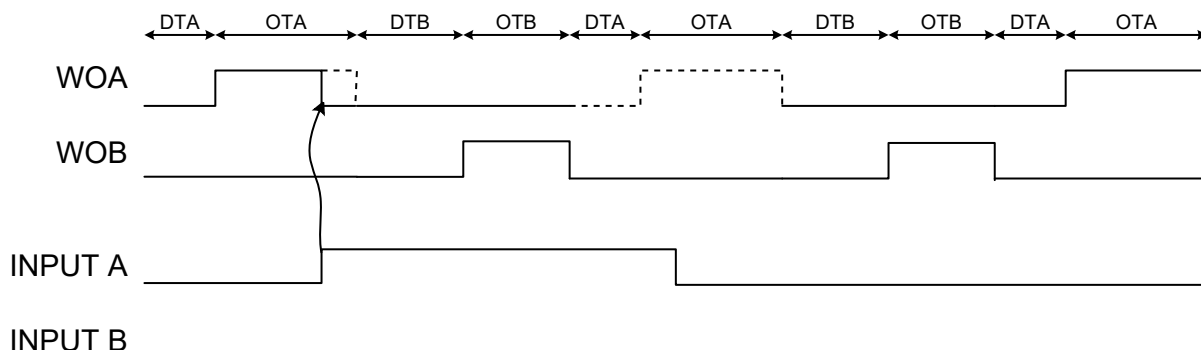 DTA OTA DTB OTB DTA OTA DTB OTB DTA OTA
WOA
WOB
INPUT A
INPUT B